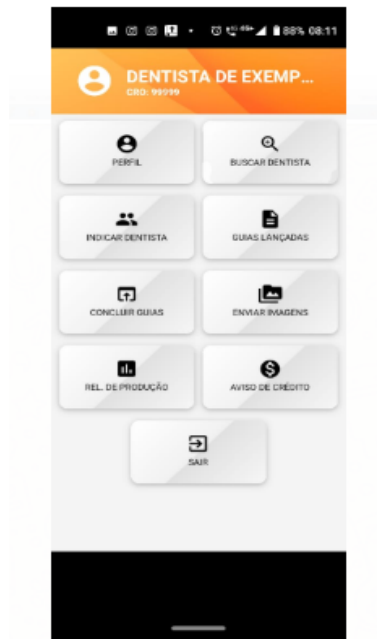 88% 08:11
DENTISTA DE EXEMP...
CRO: 99999
PERFIL
BUSCAR DENTISTA
INDICAR DENTISTA
GUIAS LANÇADAS
CONCLUIR GUIAS
ENVIAR IMAGENS
REL. DE PRODUÇÃO
AVISO DE CRÉDITO
SAIR